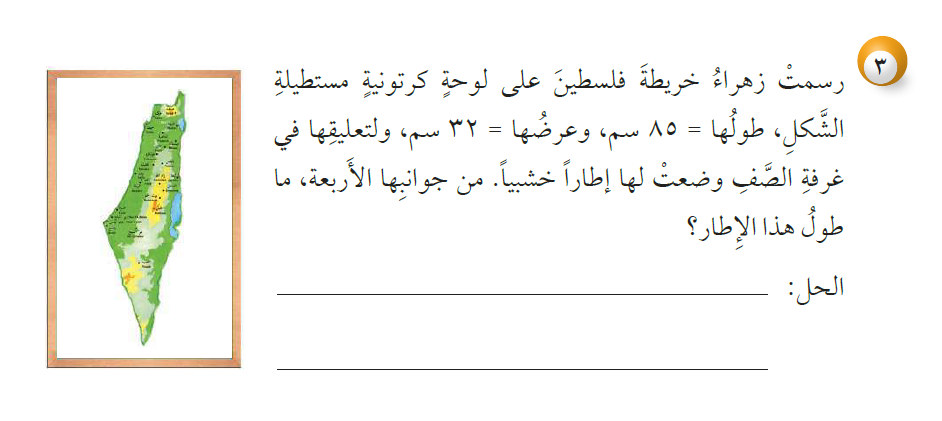 ٣
رسمتْ زهراءُ خريطةَ فلسطينَ على لوحةٍ كرتونيةٍ مستطيلةِ
الشَّكلِ، طولُها = ٨٥ سم، وعرضُها = ٣٢ سم، ولتعليقِها في
غرفةِ الصَّفِ وضعتْ لها إطاراً خشبياً. من جوانبِها الأَربعة، ما
طولُ هذا الإِطار؟
الحل: